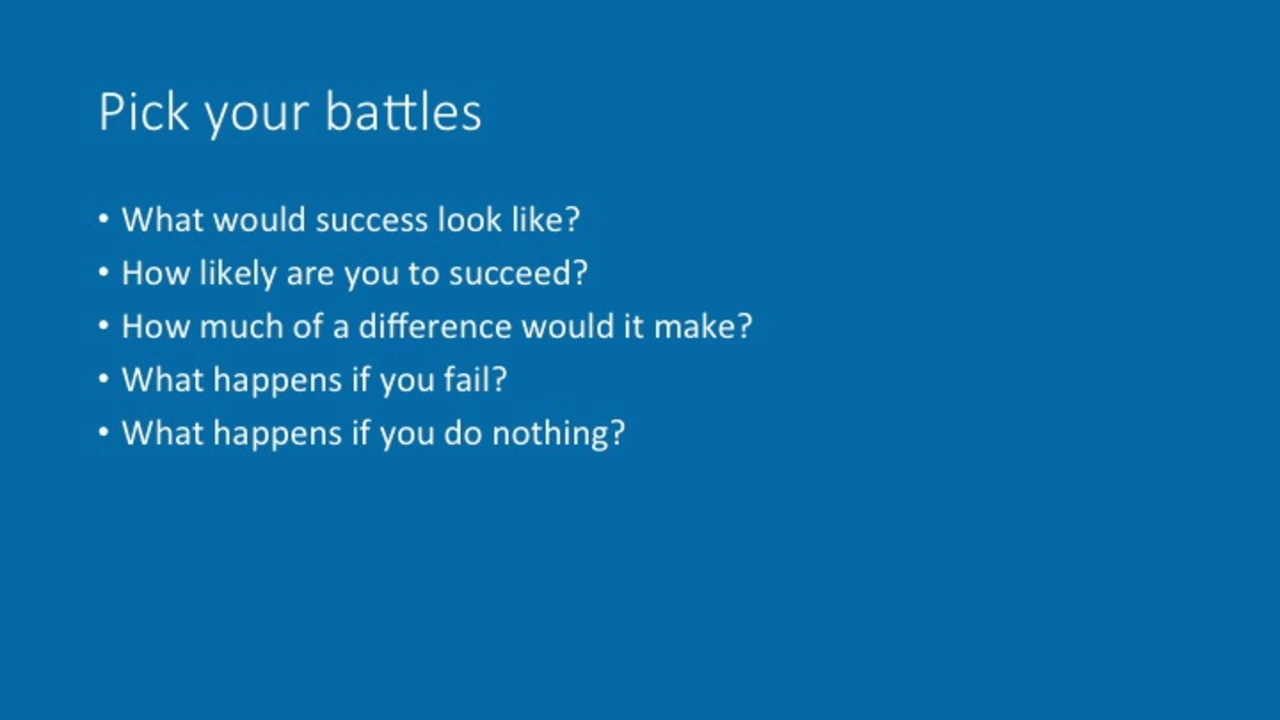 Pick your battles
• What would success look like?
• How likely are you to succeed?
• How much of a difference would it make?
• What happens if you fail?
• What happens if you do nothing?